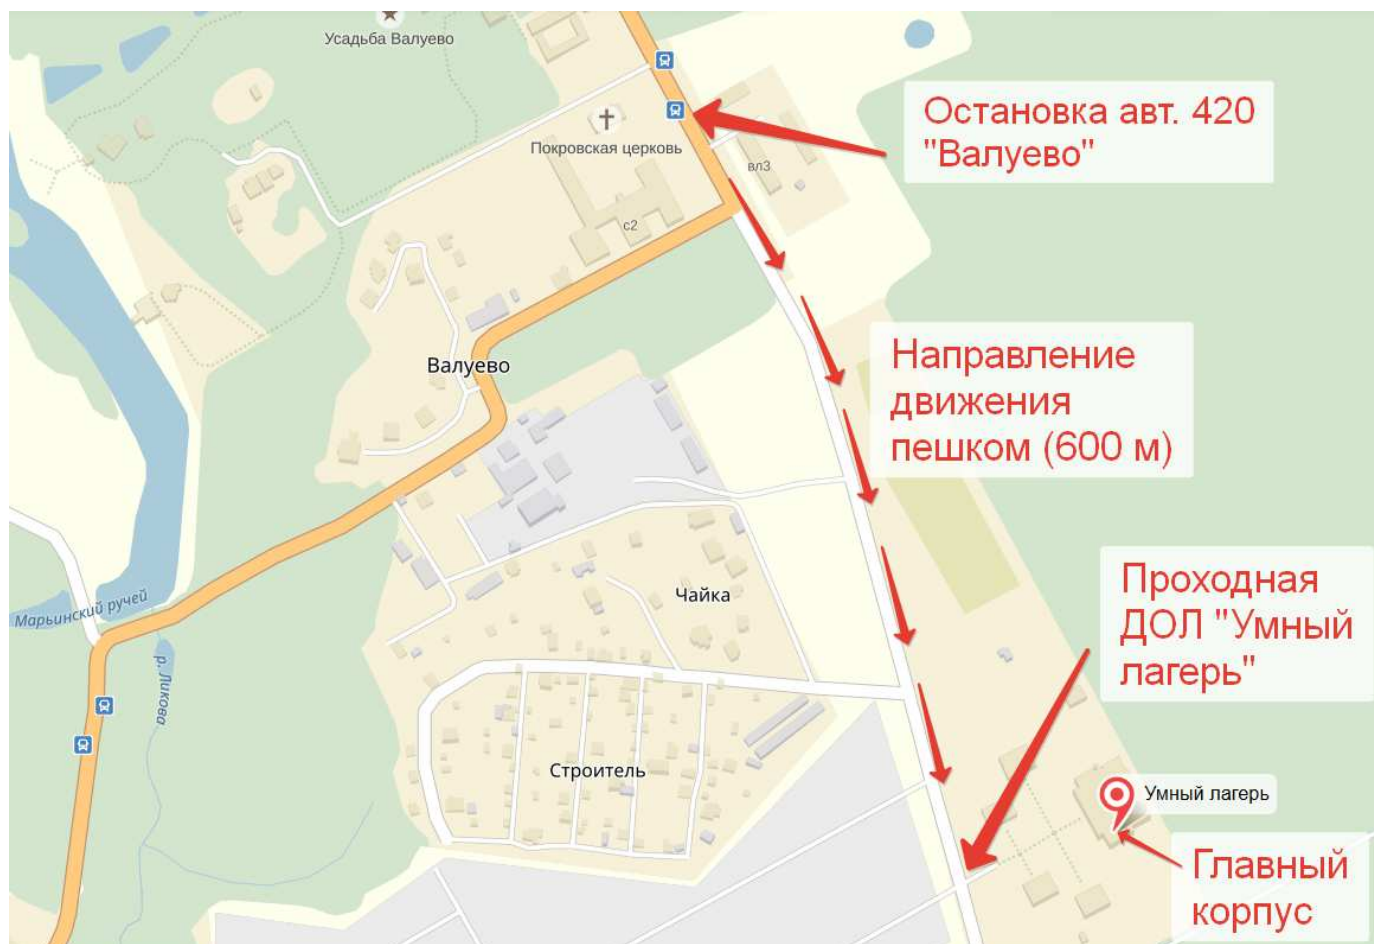 Усадьба Валуево
Остановка авт. 420
"Валуево"
Покровская церковь
вл3
с2
Валуево
Направление
движения
пешком (600 м)
Проходная
ДОЛ "Умный
лагерь"
Чайка
Марьинский ручей
р. Ликова
Строитель
Умный лагерь
Главный
корпус